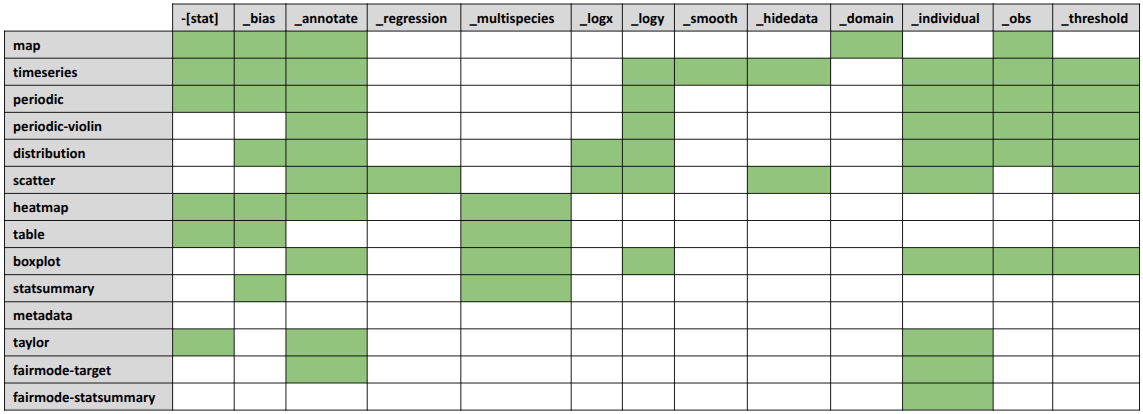 -[stat] _bias _annotate _regression _multispecies _logx _logy _smooth _hidedata _domain _individual _obs _threshold
map
timeseries
periodic
periodic-violin
distribution
scatter
heatmap
table
boxplot
statsummary
metadata
taylor
fairmode-target
fairmode-statsummary